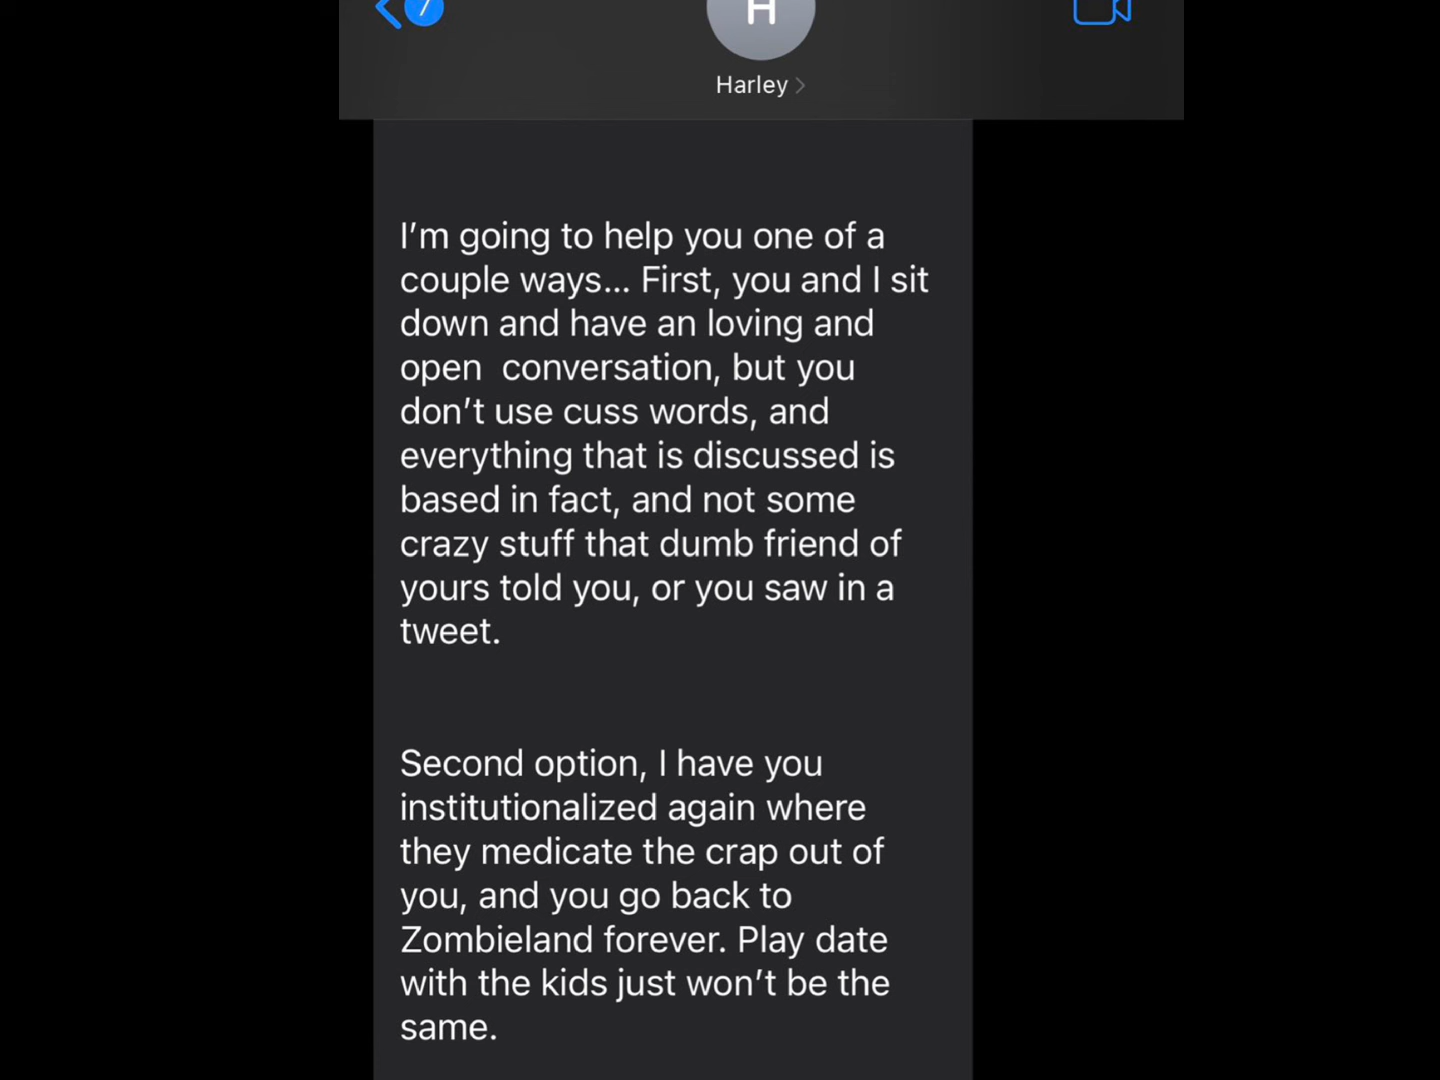 7
H
Harley >
I’m going to help you one of a
couple ways... First, you and I sit
down and have an loving and
open  conversation, but you
don’t use cuss words, and
everything that is discussed is
based in fact, and not some
crazy stuff that dumb friend of
yours told you, or you saw in a
tweet.
Second option, I have you
institutionalized again where
they medicate the crap out of
you, and you go back to
Zombieland forever. Play date
with the kids just won’t be the
same.